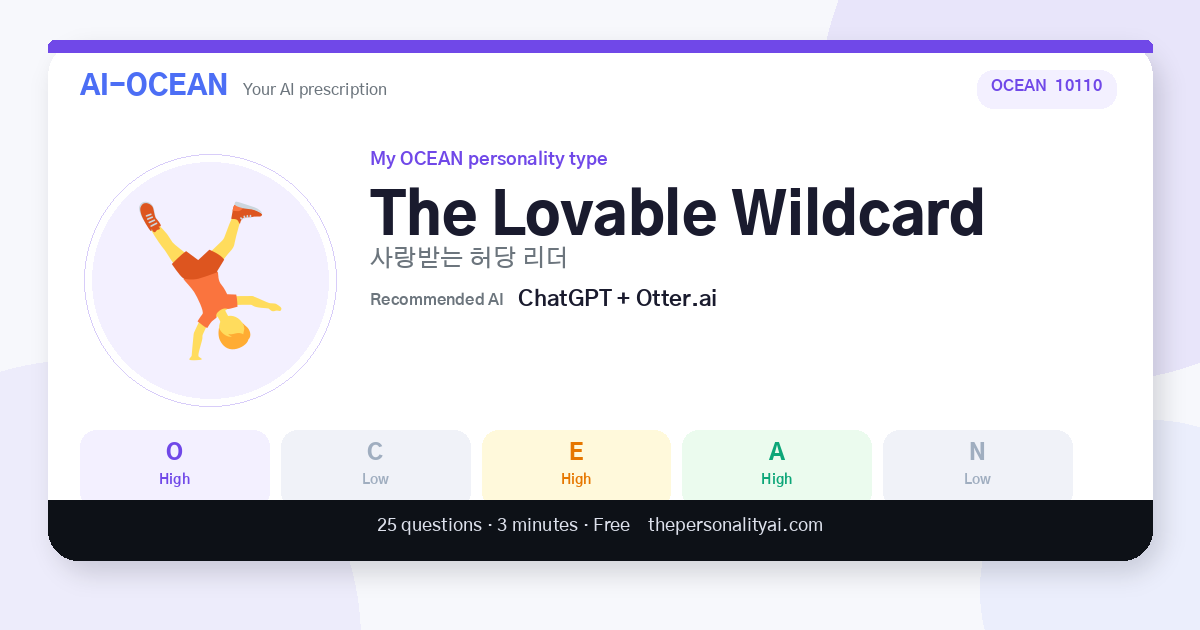 AI-OCEAN Your AI prescription OCEAN 10110
My OCEAN personality type
The Lovable Wildcard
사랑받는 허당 리더
Recommended AI ChatGPT + Otter.ai
O C E A N
High Low High High Low
25 questions · 3 minutes · Free thepersonalityai.com